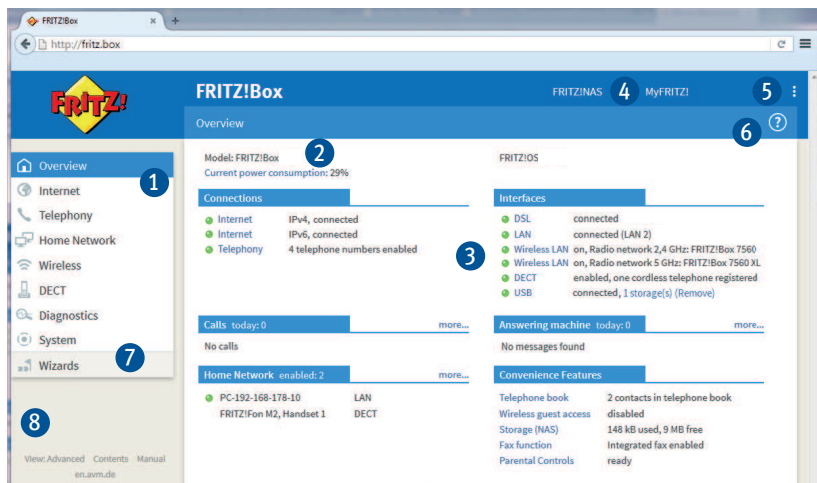 FRITZ!Box
http://fritz.box
FRITZ!
FRITZ!Box
FRITZ!NAS 4 MyFRITZ! 5
Overview 6 ?
Overview
1
Internet
Telephony
Home Network
Wireless
DECT
Diagnostics
System
7
Wizards
8
View: Advanced Contents Manual
en.avm.de
Model: FRITZ!Box 2
Current power consumption: 29%
FRITZ!OS
Connections
Internet IPv4, connected
Internet IPv6, connected
Telephony 4 telephone numbers enabled
3
Interfaces
DSL connected
LAN connected (LAN 2)
Wireless LAN on, Radio network 2,4 GHz: FRITZ!Box 7560
Wireless LAN on, Radio network 5 GHz: FRITZ!Box 7560 XL
DECT enabled, one cordless telephone registered
USB connected, 1 storage(s) (Remove)
Calls today: 0 more...
No calls
Answering machine today: 0 more...
No messages found
Home Network enabled: 2 more...
PC-192-168-178-10 LAN
FRITZ!Fon M2, Handset 1 DECT
Convenience Features
Telephone book 2 contacts in telephone book
Wireless guest access disabled
Storage (NAS) 148 kB used, 9 MB free
Fax function Integrated fax enabled
Parental Controls ready